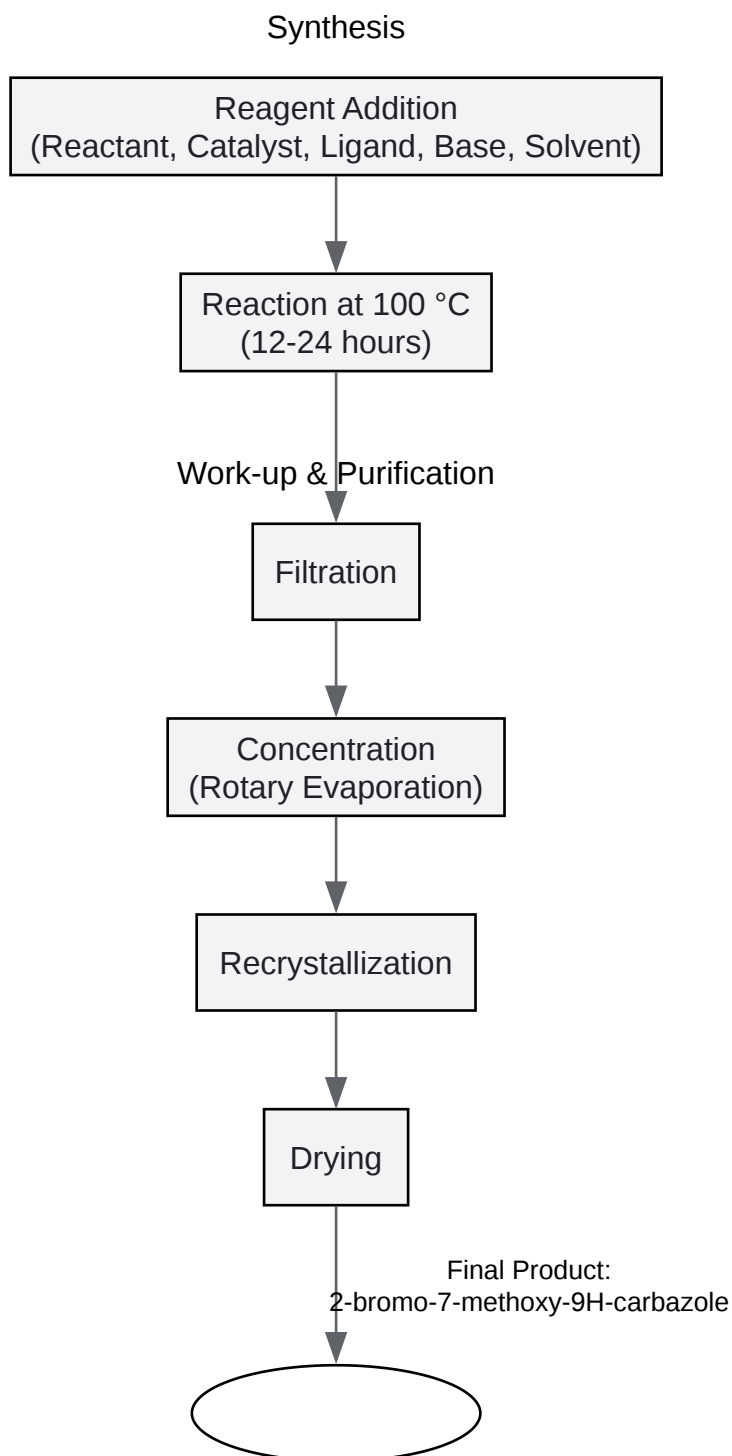 Synthesis
Reagent Addition
(Reactant, Catalyst, Ligand, Base, Solvent)
Reaction at 100 °C
(12-24 hours)
Work-up & Purification
Filtration
Concentration
(Rotary Evaporation)
Recrystallization
Drying
Final Product:
2-bromo-7-methoxy-9H-carbazole